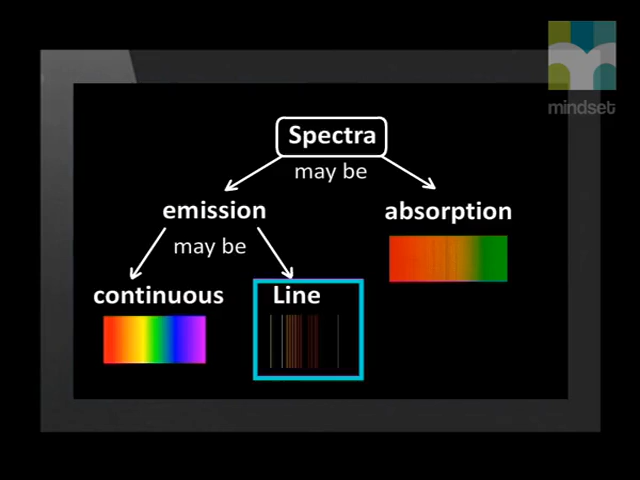 mindset
Spectra
may be
emission
absorption
may be
continuous
Line